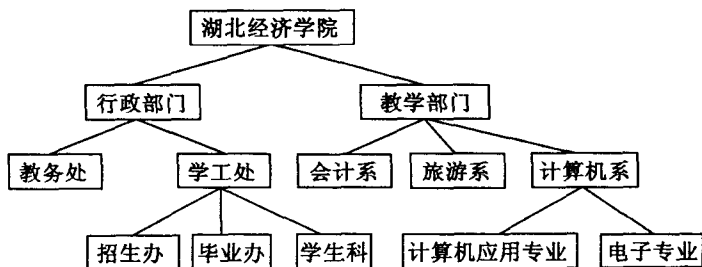 湖北经济学院
行政部门 教学部门
教务处 学工处 会计系 旅游系 计算机系
招生办 毕业办 学生科 计算机应用专业 电子专业